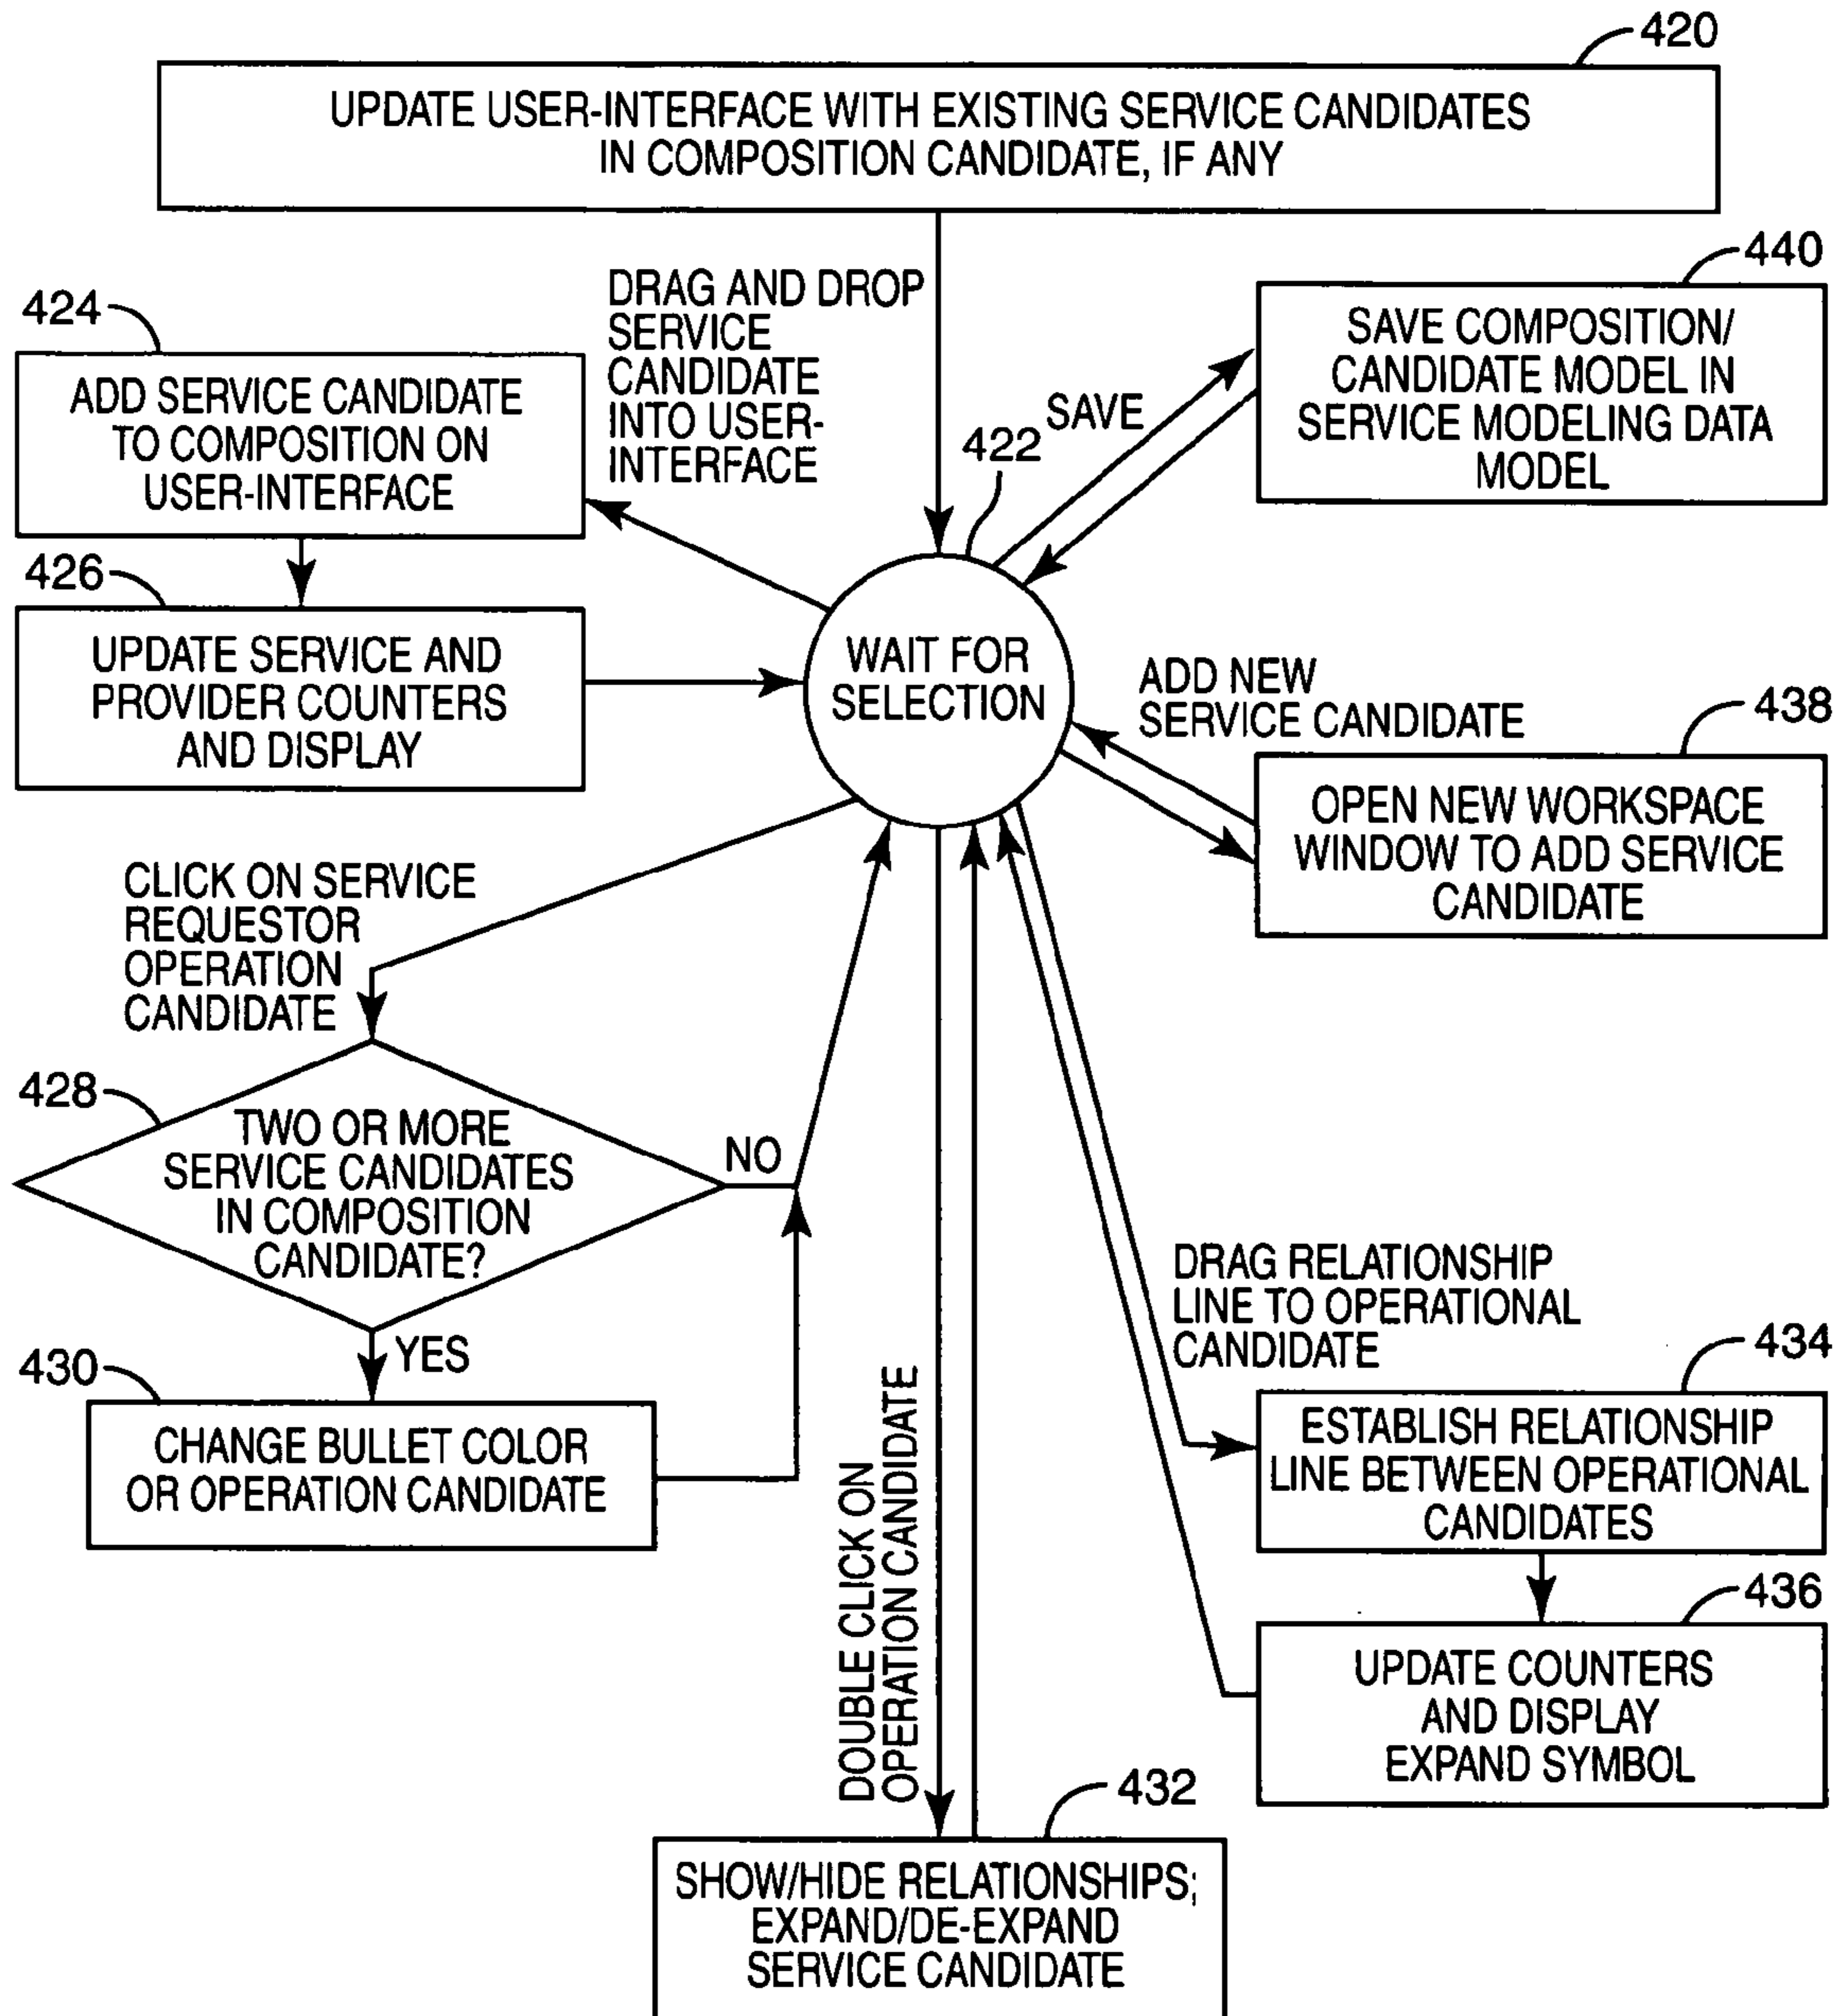 420
UPDATE USER-INTERFACE WITH EXISTING SERVICE CANDIDATES
IN COMPOSITION CANDIDATE, IF ANY
440
SAVE COMPOSITION/
CANDIDATE MODEL IN
SERVICE MODELING DATA
MODEL
SAVE
DRAG AND DROP
SERVICE
CANDIDATE
INTO USER-
INTERFACE
424
ADD SERVICE CANDIDATE
TO COMPOSITION ON
USER-INTERFACE
422
426
UPDATE SERVICE AND
PROVIDER COUNTERS
AND DISPLAY
WAIT FOR
SELECTION
ADD NEW
SERVICE CANDIDATE
438
OPEN NEW WORKSPACE
WINDOW TO ADD SERVICE
CANDIDATE
CLICK ON SERVICE
REQUESTOR
OPERATION
CANDIDATE
428
TWO OR MORE
SERVICE CANDIDATES
IN COMPOSITION
CANDIDATE?
NO
YES
430
CHANGE BULLET COLOR
OR OPERATION CANDIDATE
DOUBLE CLICK ON
OPERATION CANDIDATE
DRAG RELATIONSHIP
LINE TO OPERATIONAL
CANDIDATE
434
ESTABLISH RELATIONSHIP
LINE BETWEEN OPERATIONAL
CANDIDATES
436
UPDATE COUNTERS
AND DISPLAY
EXPAND SYMBOL
432
SHOW/HIDE RELATIONSHIPS;
EXPAND/DE-EXPAND
SERVICE CANDIDATE